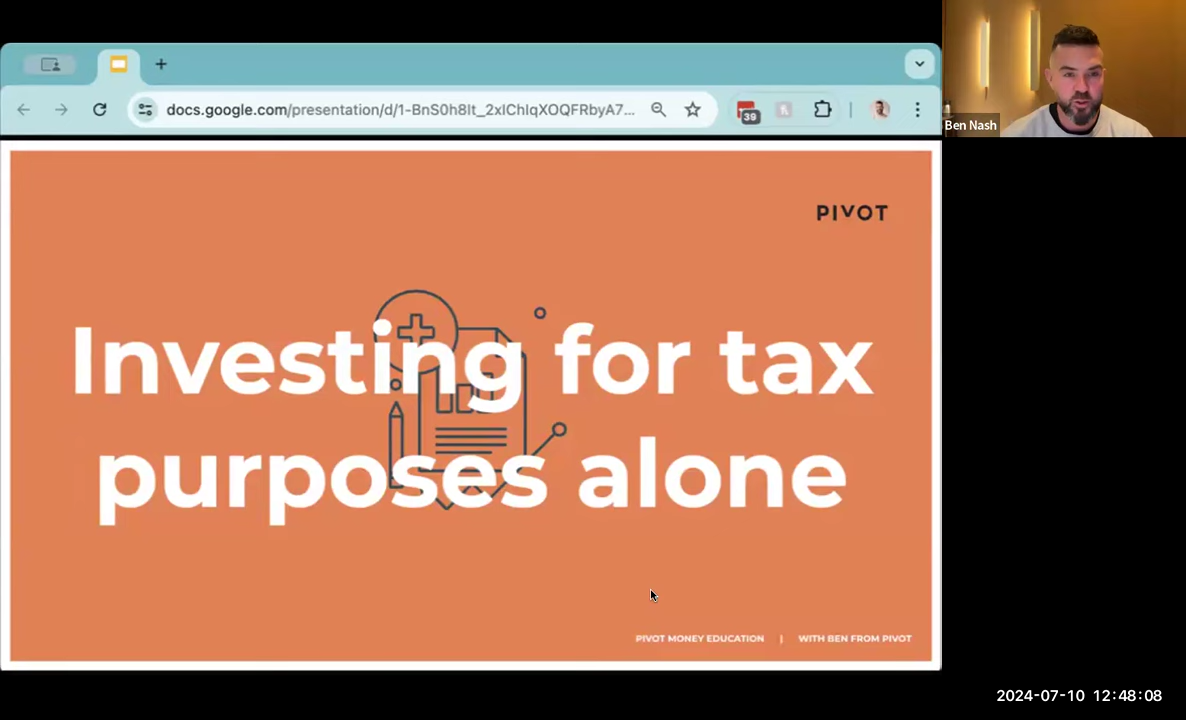 docs.google.com/presentation/d/1-BnS0h8lt_2xIChlqXOQFRbyA7...
39
Ben Nash
PIVOT
Investing for tax
purposes alone
PIVOT MONEY EDUCATION | WITH BEN FROM PIVOT
2024-07-10 12:48:08